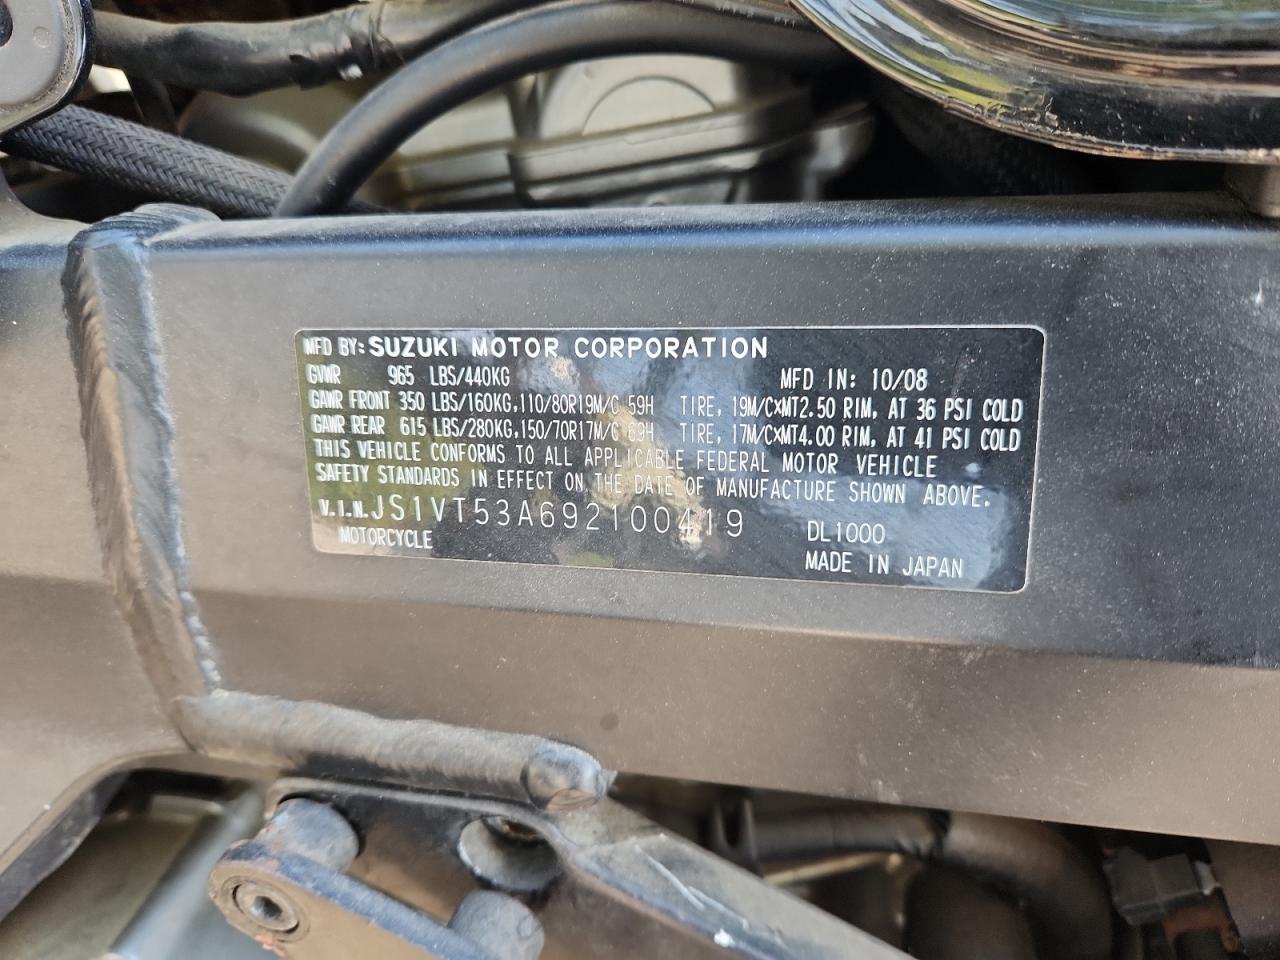 MFD BY: SUZUKI MOTOR CORPORATION
GVWR 965 LBS/440KG MFD IN: 10/08
GAWR FRONT 350 LBS/160KG,110/80R19M/C 59H TIRE, 19M/C×MT2.50 RIM, AT 36 PSI COLD
GAWR REAR 615 LBS/280KG,150/70R17M/C 69H TIRE, 17M/C×MT4.00 RIM, AT 41 PSI COLD
THIS VEHICLE CONFORMS TO ALL APPLICABLE FEDERAL MOTOR VEHICLE
SAFETY STANDARDS IN EFFECT ON THE DATE OF MANUFACTURE SHOWN ABOVE.
V.I.N. JS1VT53A692100419 DL1000
MOTORCYCLE MADE IN JAPAN